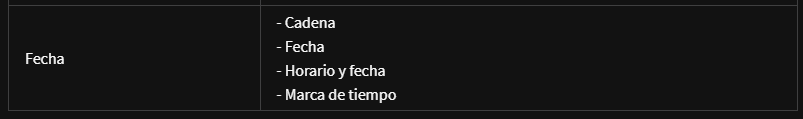 Fecha
- Cadena
- Fecha
- Horario y fecha
- Marca de tiempo